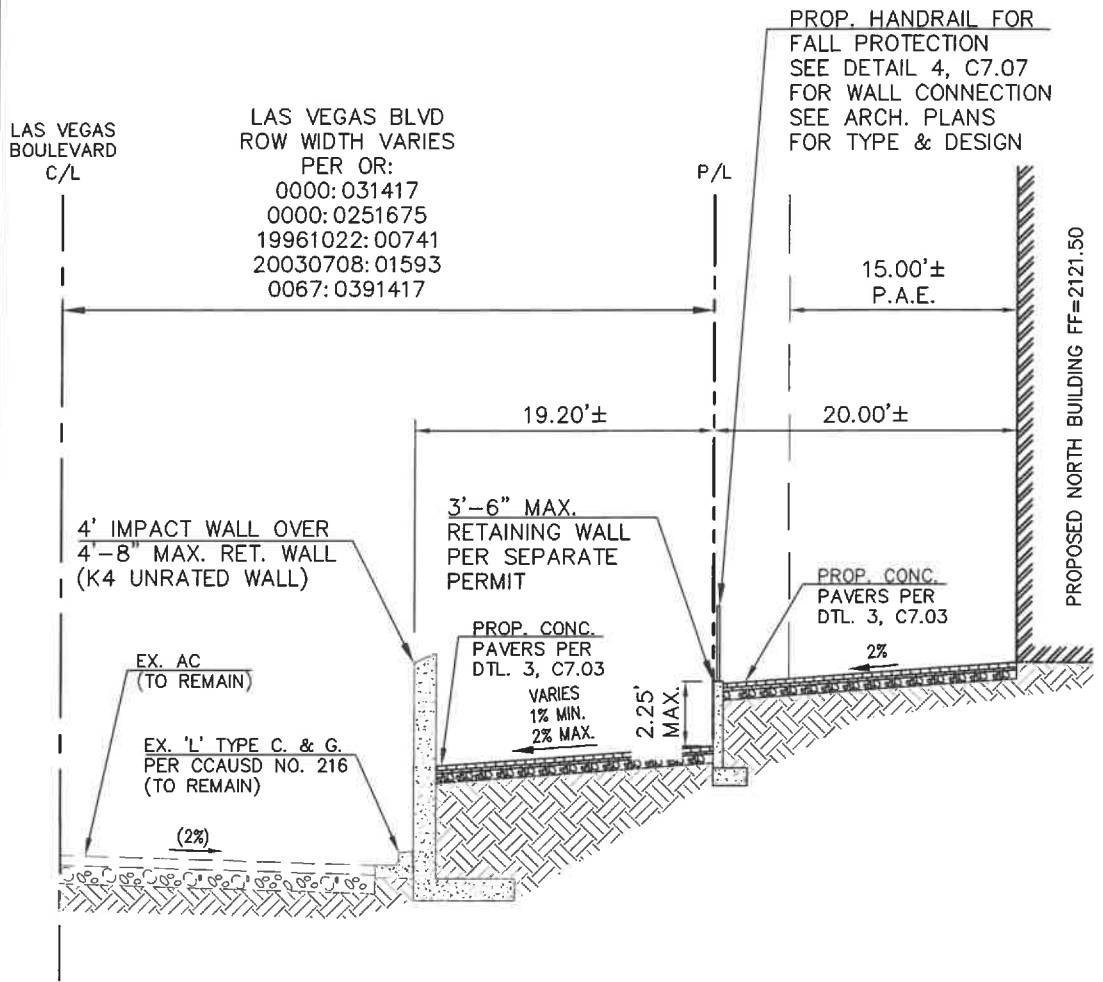 PROP. HANDRAIL FOR
FALL PROTECTION
SEE DETAIL 4, C7.07
FOR WALL CONNECTION
SEE ARCH. PLANS
FOR TYPE & DESIGN
LAS VEGAS
BOULEVARD
C/L
LAS VEGAS BLVD
ROW WIDTH VARIES
PER OR:
0000:031417
0000:0251675
19961022:00741
20030708:01593
0067:0391417
P/L
15.00'±
P.A.E.
PROPOSED NORTH BUILDING FF=2121.50
19.20'±
20.00'±
4' IMPACT WALL OVER
4'-8" MAX. RET. WALL
(K4 UNRATED WALL)
3'-6" MAX.
RETAINING WALL
PER SEPARATE
PERMIT
PROP. CONC.
PAVERS PER
DTL. 3, C7.03
2%
PROP. CONC.
PAVERS PER
DTL. 3, C7.03
VARIES
1% MIN.
2% MAX.
2.25'
MAX.
EX. AC
(TO REMAIN)
EX. 'L' TYPE C. & G.
PER CCAUSD NO. 216
(TO REMAIN)
(2%)